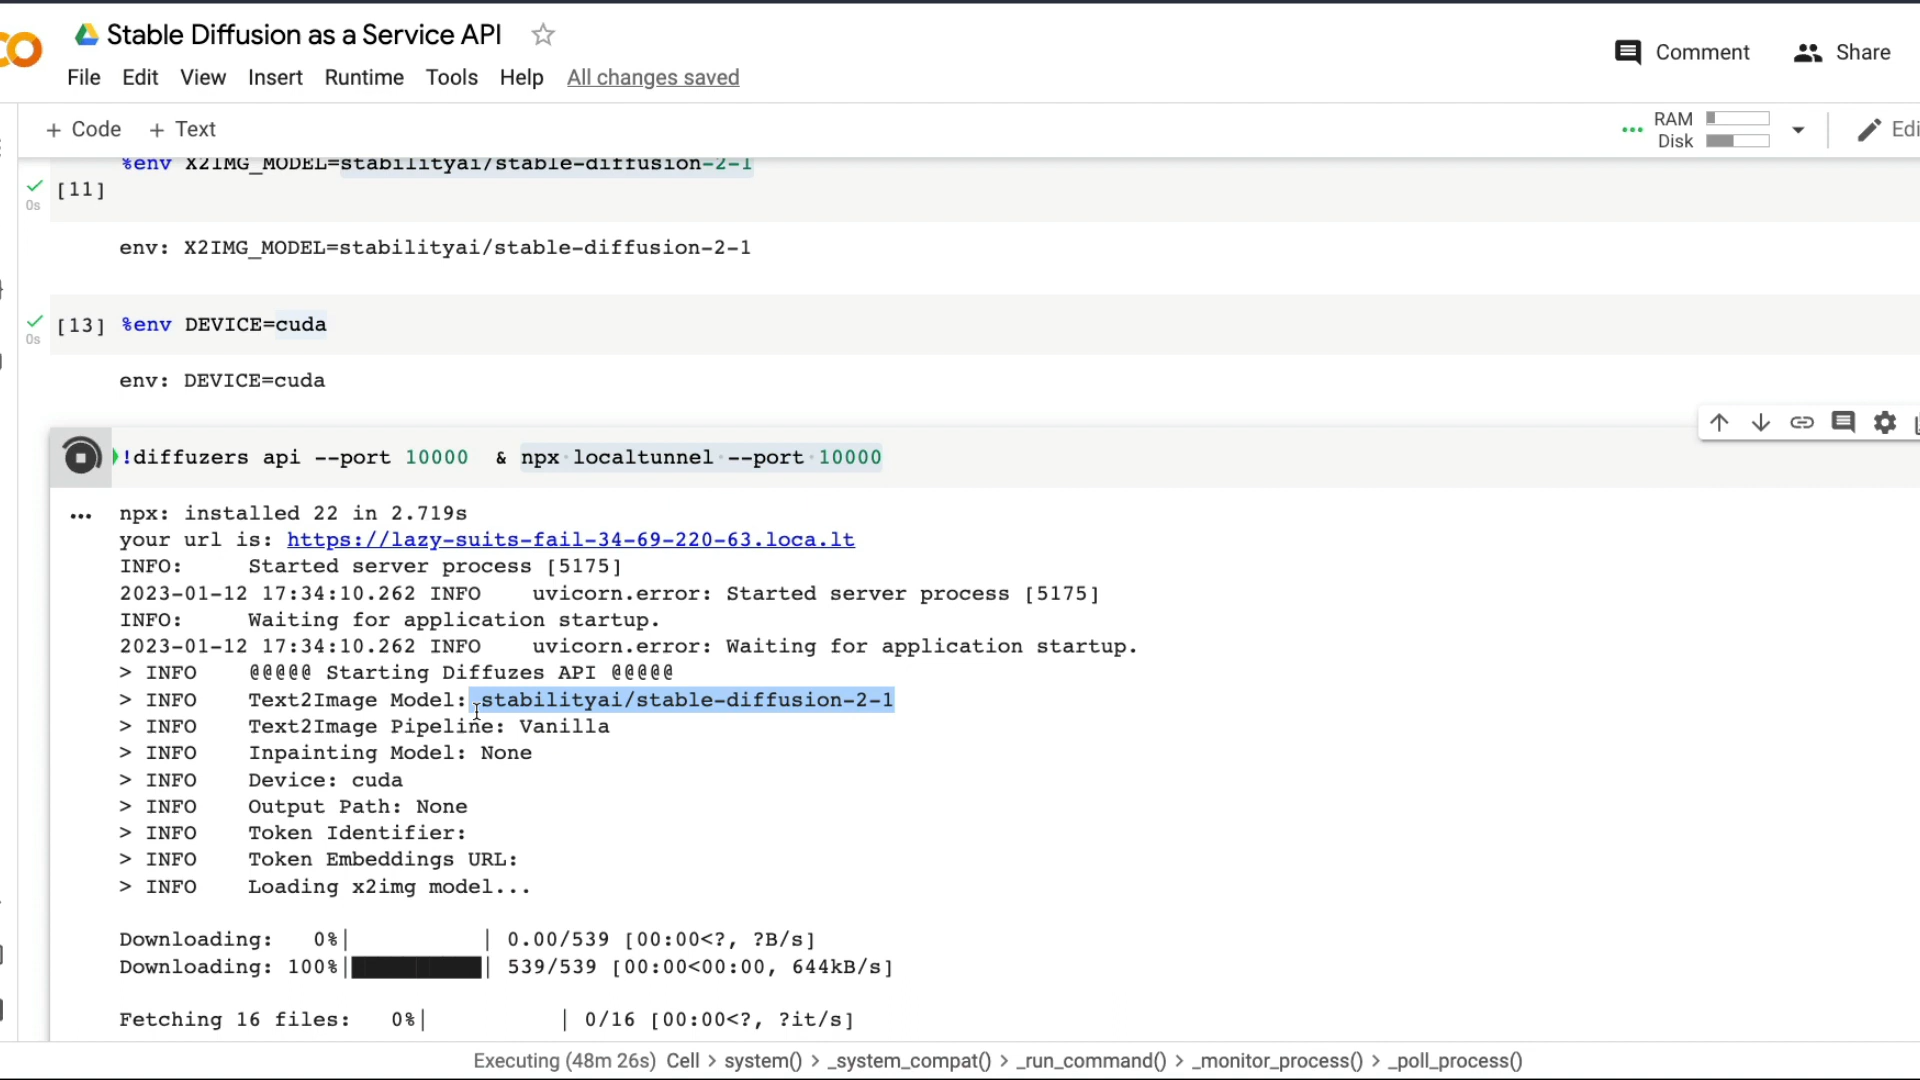 Stable Diffusion as a Service API
Comment
Share
File Edit View Insert Runtime Tools Help All changes saved
+ Code + Text
RAM
Disk
Edi
%env X2IMG_MODEL=stabilityai/stable-diffusion-2-1
[11]
0s
env: X2IMG_MODEL=stabilityai/stable-diffusion-2-1
[13] %env DEVICE=cuda
0s
env: DEVICE=cuda
!diffuzers api --port 10000 & npx localtunnel --port 10000
npx: installed 22 in 2.719s
your url is: https://lazy-suits-fail-34-69-220-63.loca.lt
INFO: Started server process [5175]
2023-01-12 17:34:10.262 INFO uvicorn.error: Started server process [5175]
INFO: Waiting for application startup.
2023-01-12 17:34:10.262 INFO uvicorn.error: Waiting for application startup.
> INFO @@@@@ Starting Diffuzes API @@@@@
> INFO Text2Image Model: stabilityai/stable-diffusion-2-1
> INFO Text2Image Pipeline: Vanilla
> INFO Inpainting Model: None
> INFO Device: cuda
> INFO Output Path: None
> INFO Token Identifier:
> INFO Token Embeddings URL:
> INFO Loading x2img model...
Downloading: 0%| | 0.00/539 [00:00<?, ?B/s]
Downloading: 100%|██████████| 539/539 [00:00<00:00, 644kB/s]
Fetching 16 files: 0%| | 0/16 [00:00<?, ?it/s]
Executing (48m 26s) Cell > system() > _system_compat() > _run_command() > _monitor_process() > _poll_process()